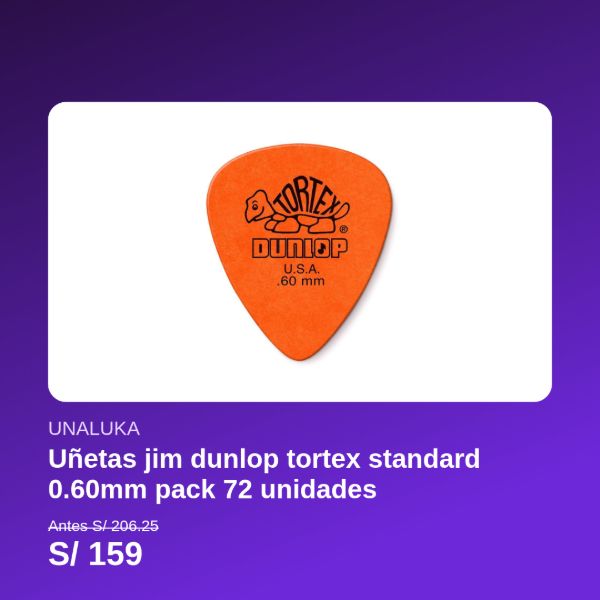 TORTEX
®
DUNLOP
U.S.A.
.60 mm
UNALUKA
Uñetas jim dunlop tortex standard
0.60mm pack 72 unidades
Antes S/ 206.25
S/ 159